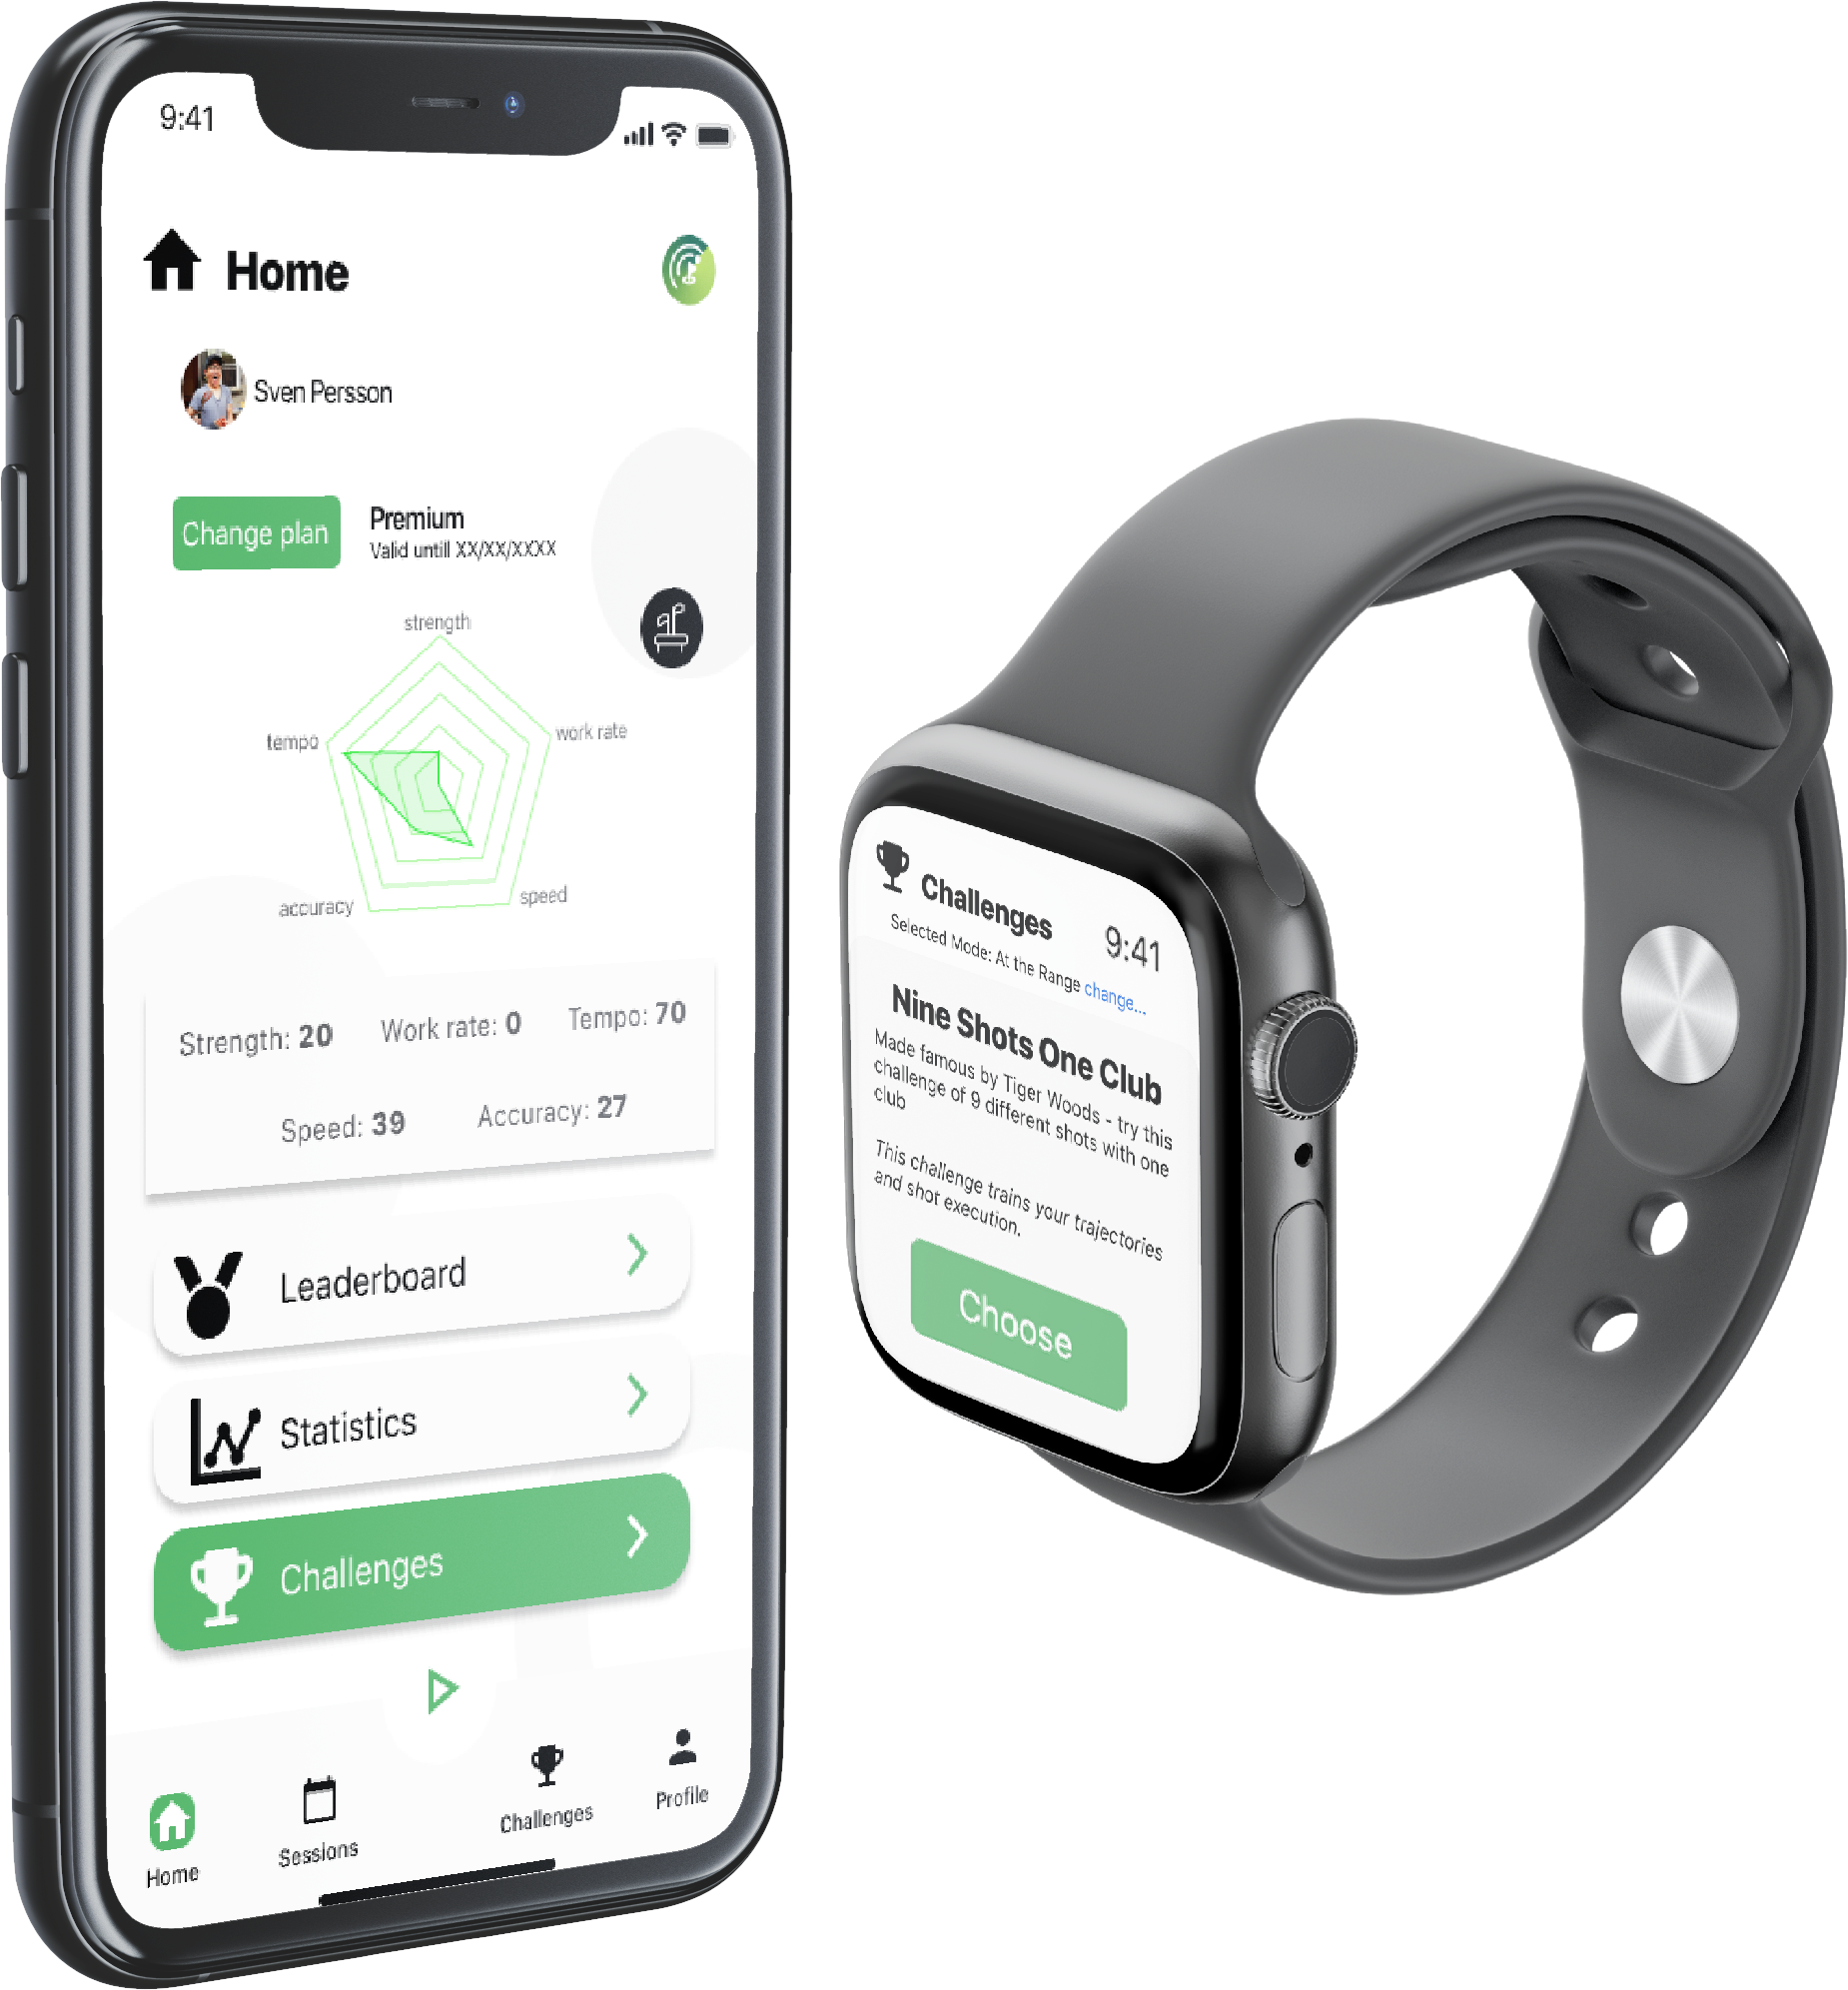 9:41
Home
Sven Persson
Change plan
Premium
Valid untill XX/XX/XXXX
strength
tempo
work rate
accuracy
speed
Strength: 20
Work rate: 0
Tempo: 70
Speed: 39
Accuracy: 27
Leaderboard
Statistics
Challenges
Home
Sessions
Challenges
Profile
Challenges
9:41
Selected Mode: At the Range change...
Nine Shots One Club
Made famous by Tiger Woods - try this
challenge of 9 different shots with one
club
This challenge trains your trajectories
and shot execution.
Choose